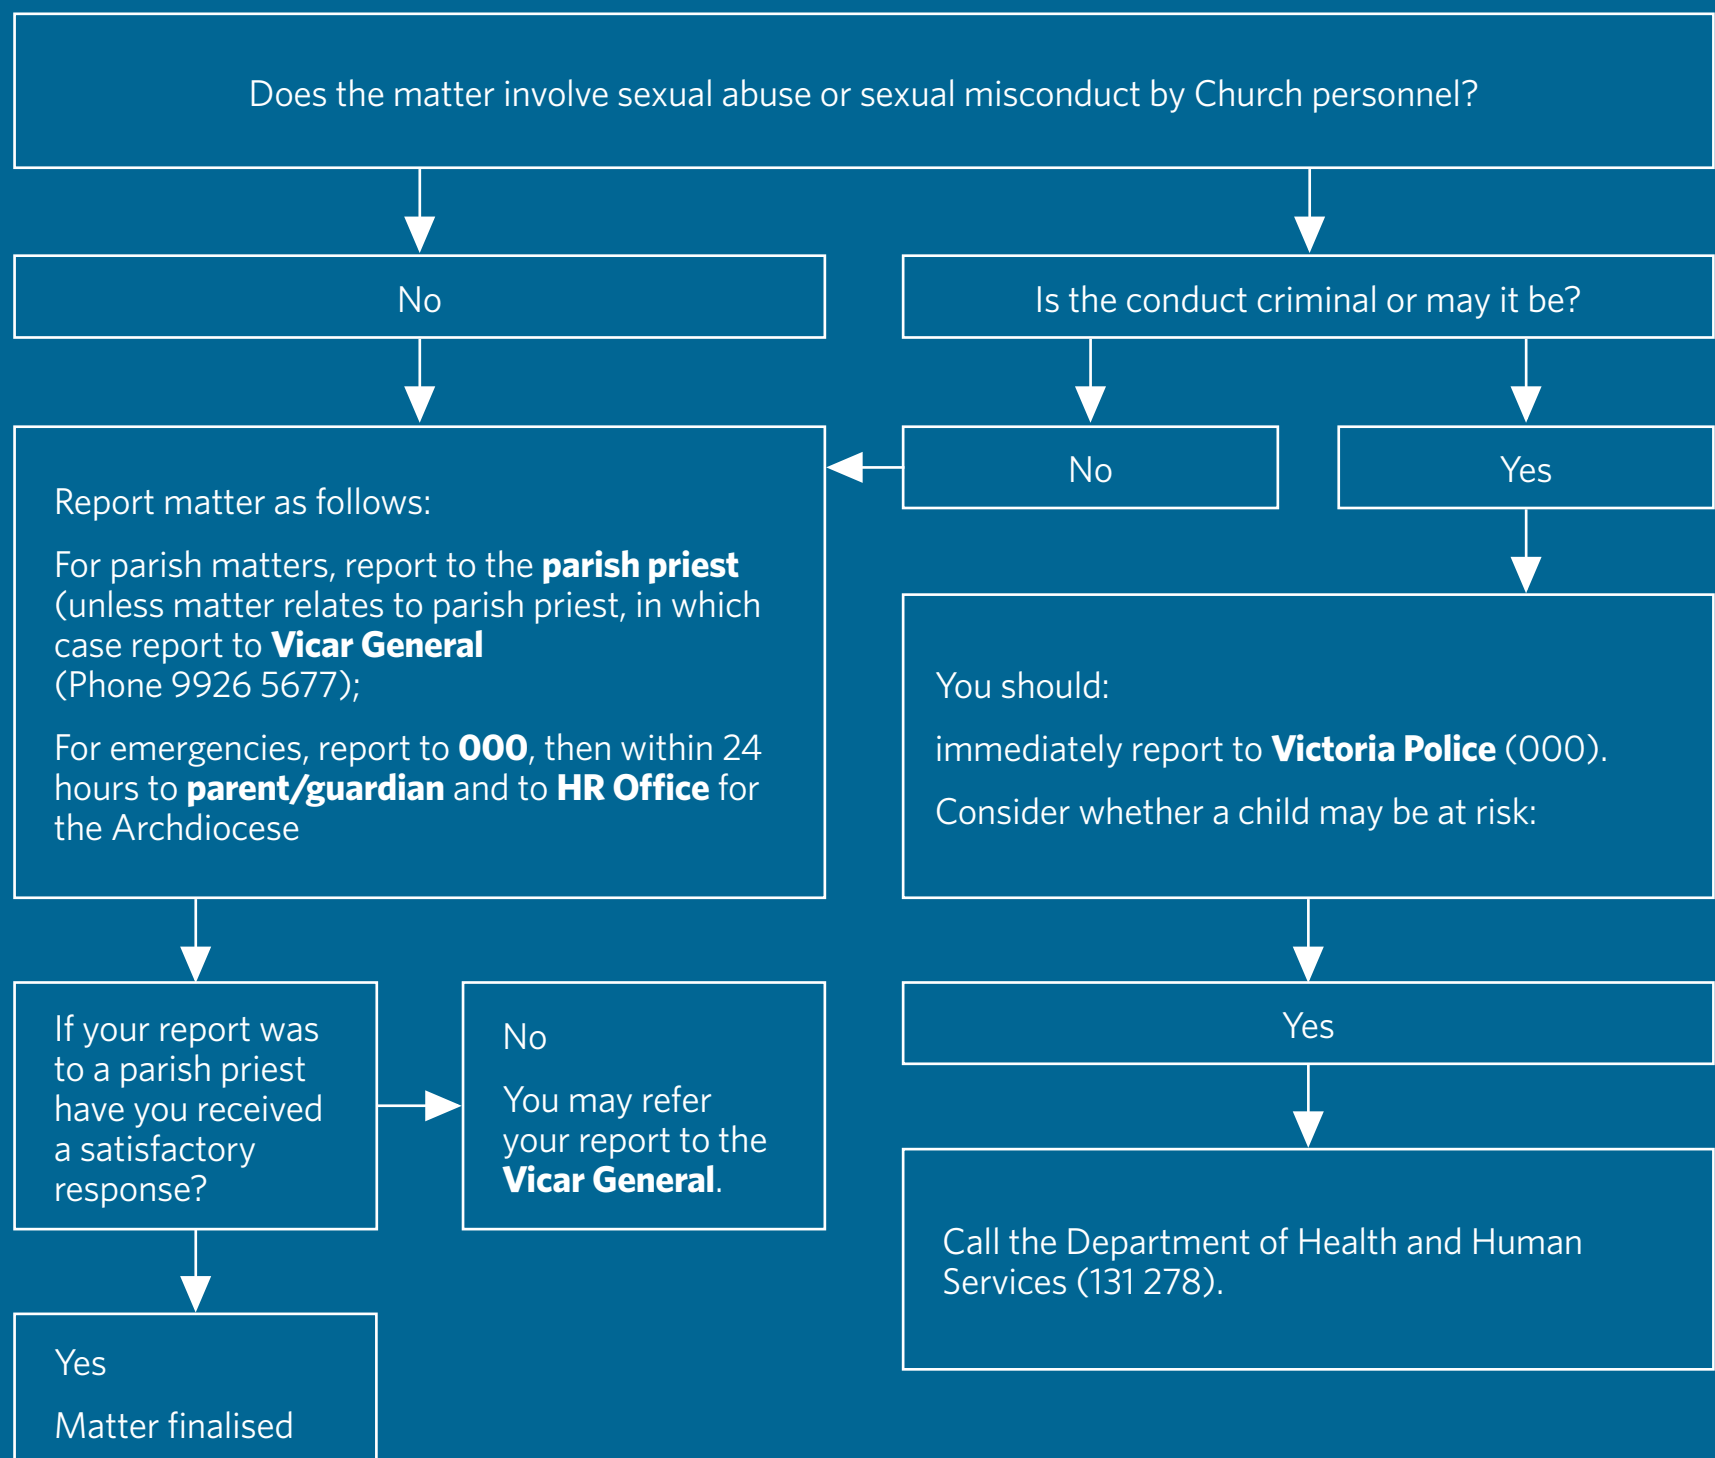 Does the matter involve sexual abuse or sexual misconduct by Church personnel?
No
Is the conduct criminal or may it be?
No
Yes
Report matter as follows:
For parish matters, report to the parish priest
(unless matter relates to parish priest, in which
case report to Vicar General
(Phone 9926 5677);
For emergencies, report to 000, then within 24
hours to parent/guardian and to HR Office for
the Archdiocese
You should:
immediately report to Victoria Police (000).
Consider whether a child may be at risk:
If your report was
to a parish priest
have you received
a satisfactory
response?
No
You may refer
your report to the
Vicar General.
Yes
Call the Department of Health and Human
Services (131 278).
Yes
Matter finalised